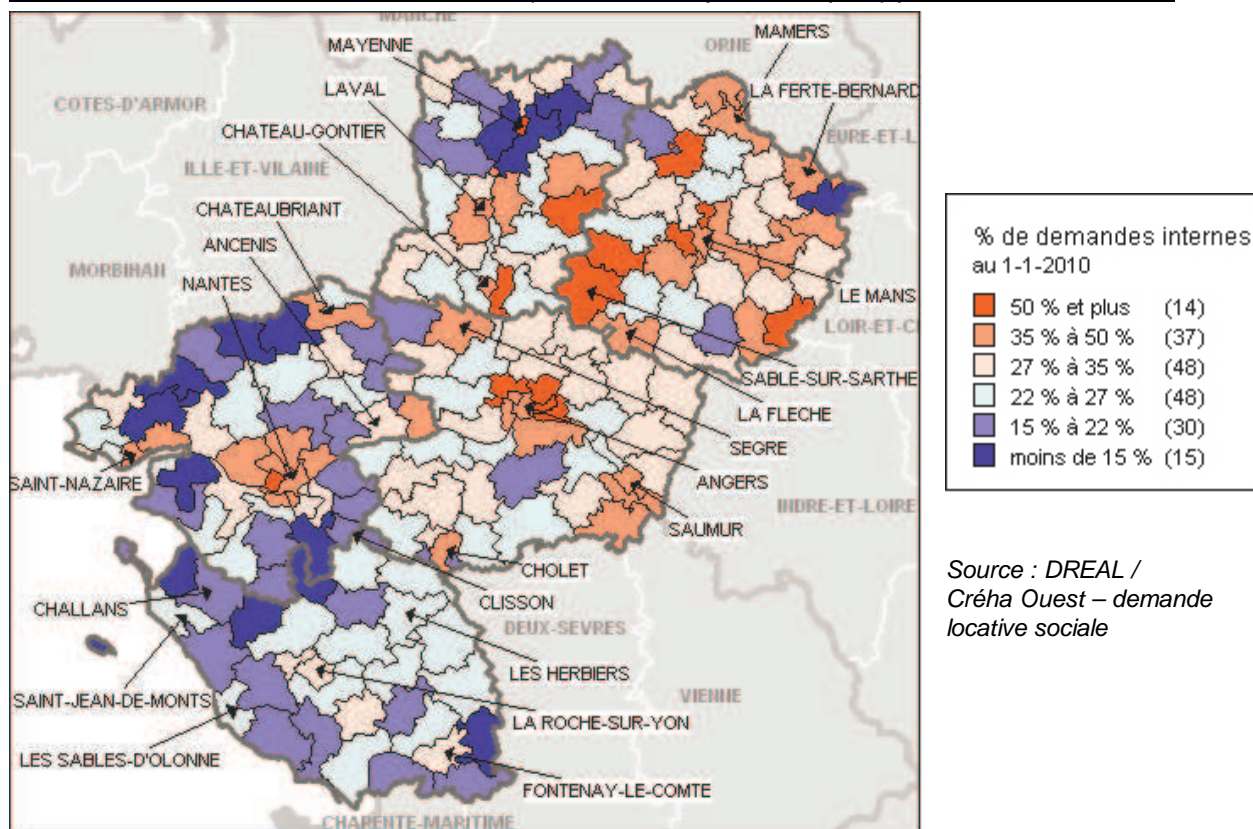 MANCHE
MAYENNE
ORNE
MAMERS
LAVAL
LA FERTE-BERNARD
COTES-D'ARMOR
CHATEAU-GONTIER
EURE-ET-L
ILLE-ET-VILAINE
CHATEAUBRIANT
ANCENIS
MORBIHAN
NANTES
LE MANS
LOIR-ET-C
SABLE-SUR-SARTHE
LA FLECHE
SEGRE
SAINT-NAZAIRE
ANGERS
INDRE-ET-LOIRE
SAUMUR
CHOLET
CHALLANS
CLISSON
DEUX-SEVRES
LES HERBIERS
SAINT-JEAN-DE-MONTS
VIENNE
LA ROCHE-SUR-YON
LES SABLES-D'OLONNE
FONTENAY-LE-COMTE
CHARENTE-MARITIME
% de demandes internes
au 1-1-2010
50 % et plus (14)
35 % à 50 % (37)
27 % à 35 % (48)
22 % à 27 % (48)
15 % à 22 % (30)
moins de 15 % (15)
Source : DREAL /
Créha Ouest – demande
locative sociale